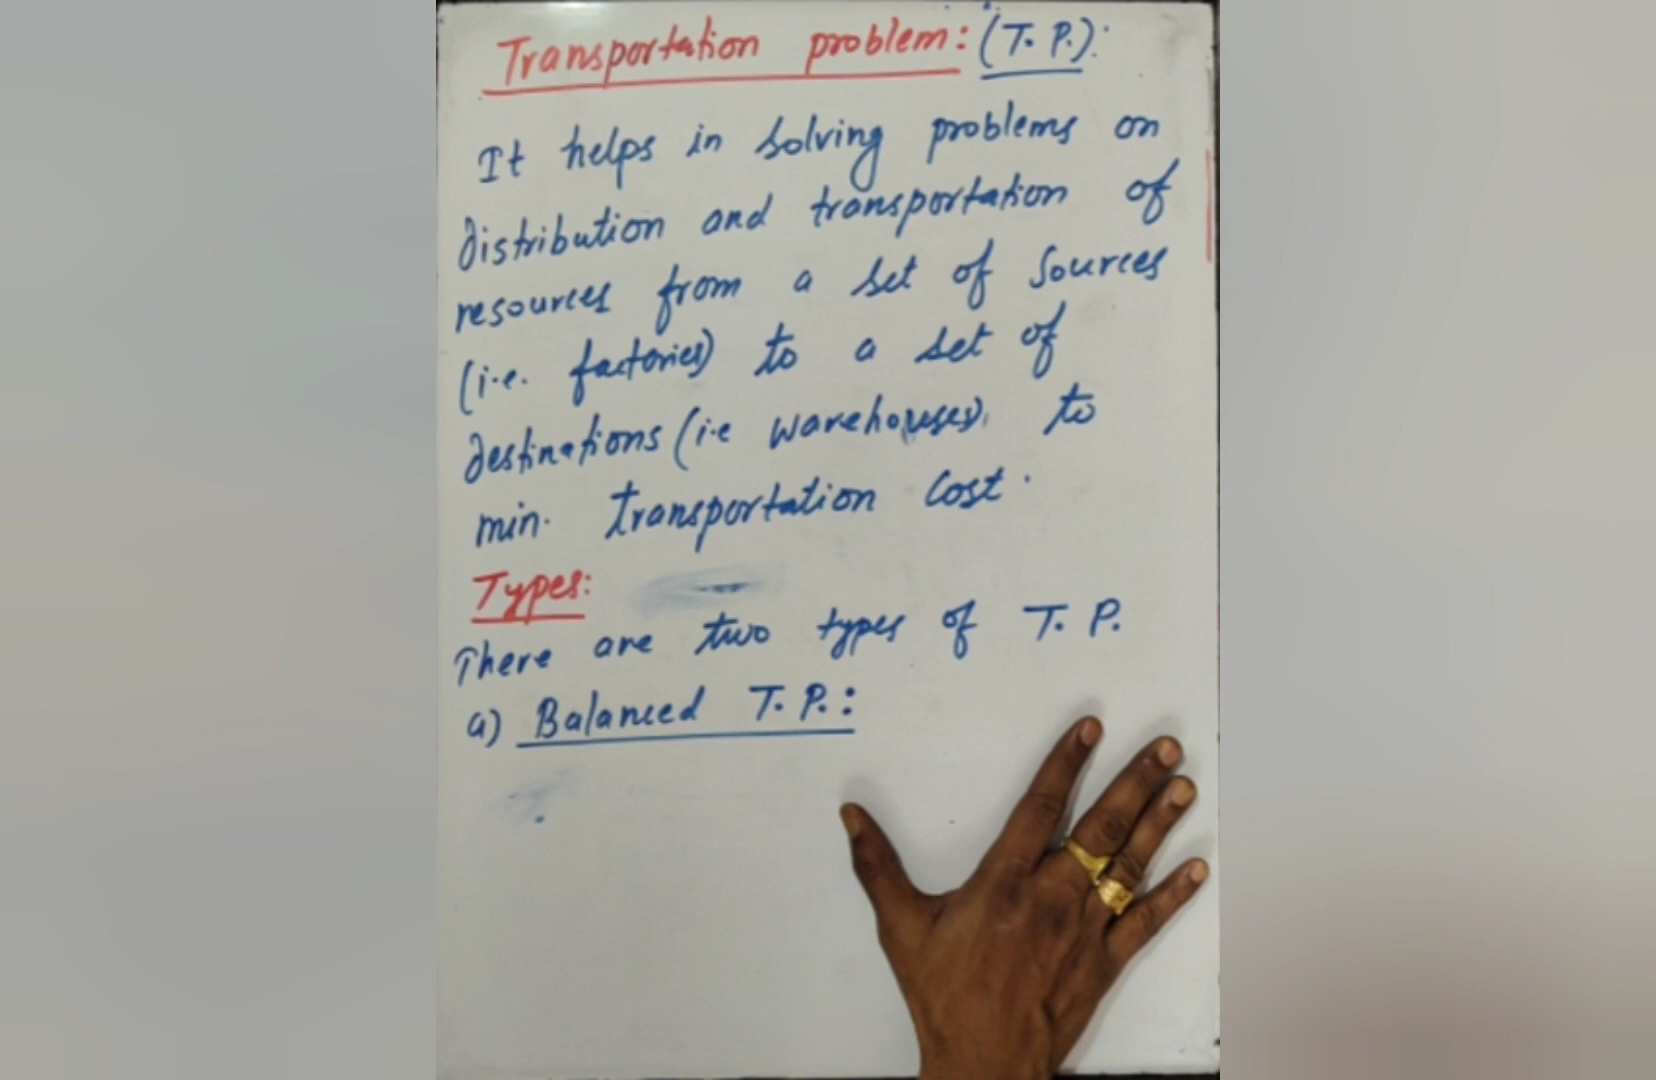 Transportation problem: (T. P.):
It helps in solving problems on
distribution and transportation of
resources from a set of sources
(i.e. factories) to a set of
destinations (i.e warehouses) to
min. transportation cost.
Types:
There are two types of T. P.
a) Balanced T. P.: